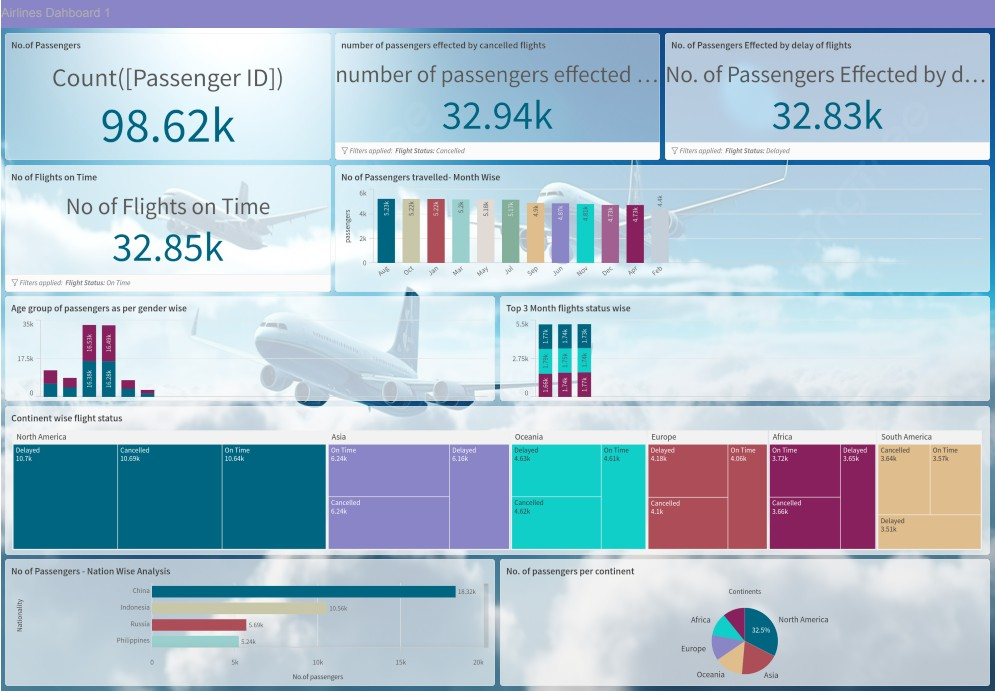 Airlines Dahboard 1
No.of Passengers
Count([Passenger ID])
98.62k
number of passengers effected by cancelled flights
number of passengers effected ...
32.94k
Filters applied: Flight Status: Cancelled
No. of Passengers Effected by delay of flights
No. of Passengers Effected by d...
32.83k
Filters applied: Flight Status: Delayed
No of Flights on Time
No of Flights on Time
32.85k
Filters applied: Flight Status: On Time
No of Passengers travelled- Month Wise
passengers
6k
4k
2k
0
5.23k
5.22k
5.22k
5.2k
5.18k
4.9k
4.87k
4.73k
4.73k
4.4k
Aug
Oct
Jan
Mar
May
Jul
Sep
Jun
Nov
Dec
Apr
Feb
Age group of passengers as per gender wise
35k
17.5k
0
16.53k
16.49k
16.38k
16.28k
Top 3 Month flights status wise
5.5k
2.75k
0
1.77k
1.74k
1.73k
1.71k
1.74k
1.66k
1.74k
1.77k
Continent wise flight status
North America
Delayed
10.7k
Cancelled
10.69k
On Time
10.64k
Asia
On Time
6.24k
Cancelled
6.24k
Delayed
6.16k
Oceania
Delayed
4.63k
Cancelled
4.62k
On Time
4.61k
Europe
Delayed
4.18k
Cancelled
4.1k
On Time
4.06k
Africa
On Time
3.72k
Cancelled
3.66k
Delayed
3.65k
South America
Cancelled
3.64k
On Time
3.57k
Delayed
3.51k
No of Passengers - Nation Wise Analysis
Nationality
China
18.32k
Indonesia
10.56k
Russia
5.69k
Philippines
5.24k
0
5k
10k
15k
20k
No.of passengers
No. of passengers per continent
Continents
Africa
North America
32.5%
Europe
Oceania
Asia